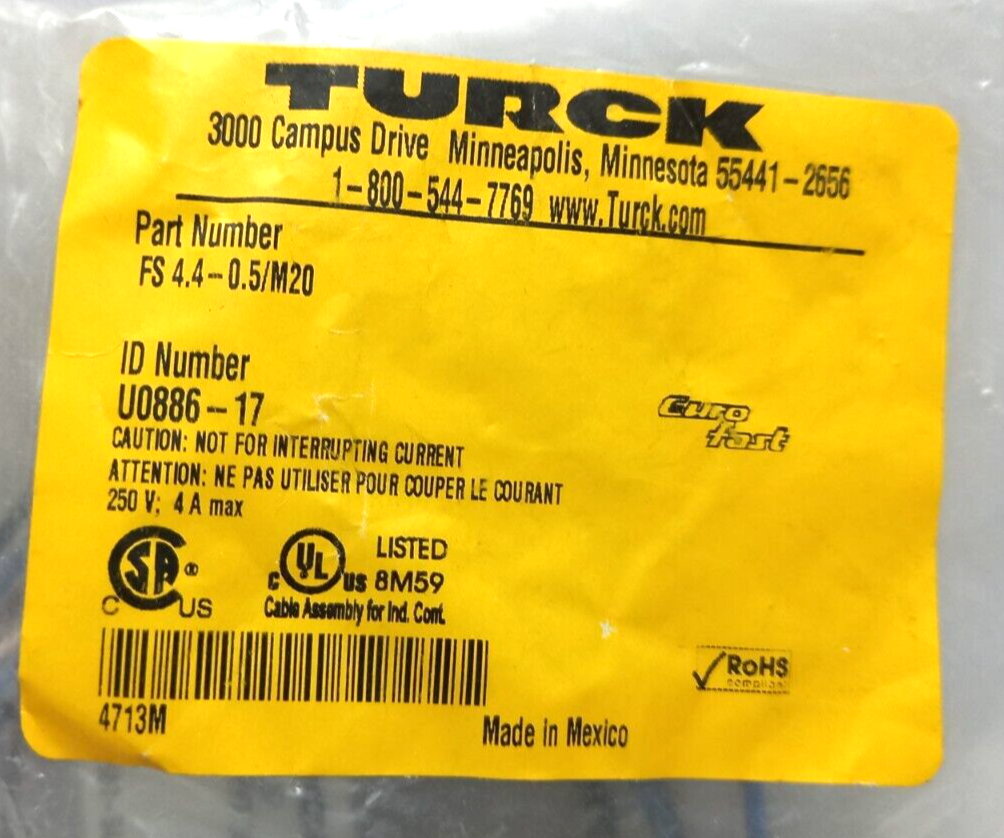 TURCK
3000 Campus Drive Minneapolis, Minnesota 55441-2656
1-800-544-7769 www.Turck.com
Part Number
FS 4.4-0.5/M20
ID Number
U0886-17
Euro
fast
CAUTION: NOT FOR INTERRUPTING CURRENT
ATTENTION: NE PAS UTILISER POUR COUPER LE COURANT
250 V; 4 A max
SA ®
C US
UL LISTED
c us 8M59
Cable Assembly for Ind. Cont.
RoHS
compliant
4713M
Made in Mexico